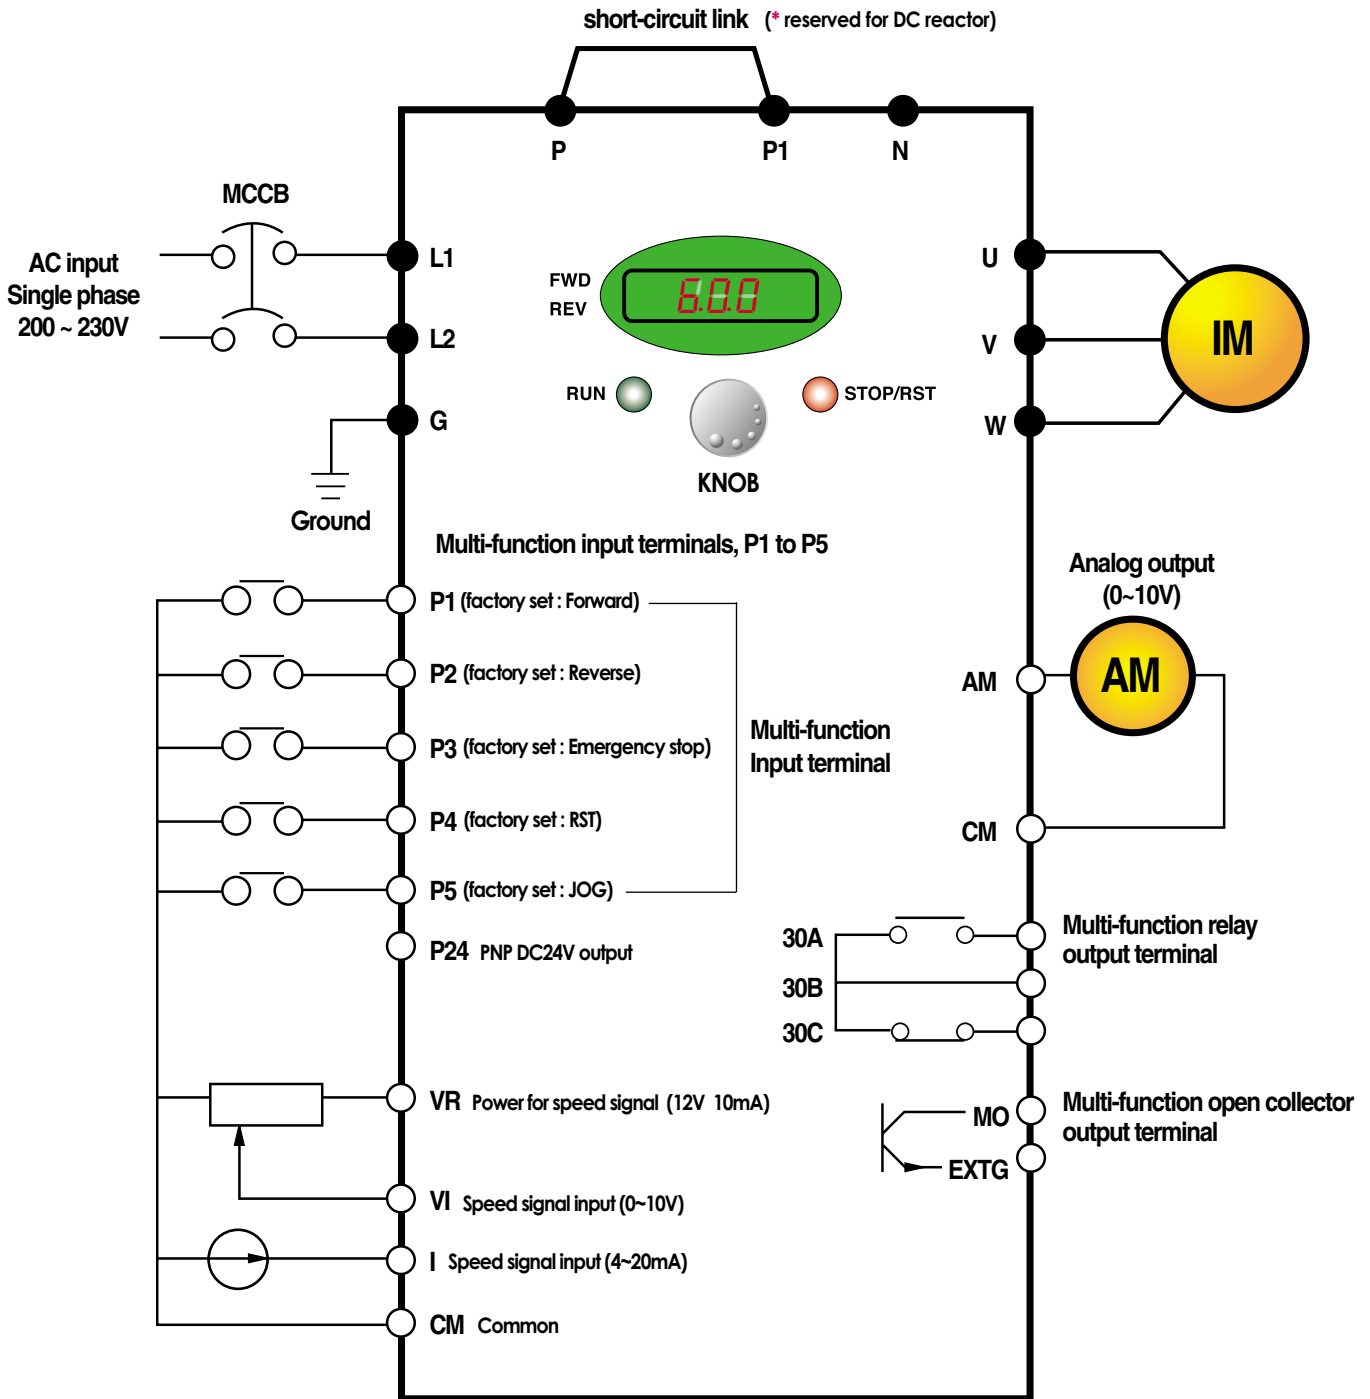 short-circuit link (* reserved for DC reactor)
P
P1
N
MCCB
AC input
Single phase
200 ~ 230V
L1
L2
G
Ground
FWD
REV
6.0.0
RUN
STOP/RST
KNOB
U
V
W
IM
Multi-function input terminals, P1 to P5
P1 (factory set : Forward)
P2 (factory set : Reverse)
P3 (factory set : Emergency stop)
P4 (factory set : RST)
P5 (factory set : JOG)
Multi-function
Input terminal
P24 PNP DC24V output
VR Power for speed signal (12V 10mA)
VI Speed signal input (0~10V)
I Speed signal input (4~20mA)
CM Common
Analog output
(0~10V)
AM
AM
CM
30A
30B
30C
Multi-function relay
output terminal
MO
EXTG
Multi-function open collector
output terminal